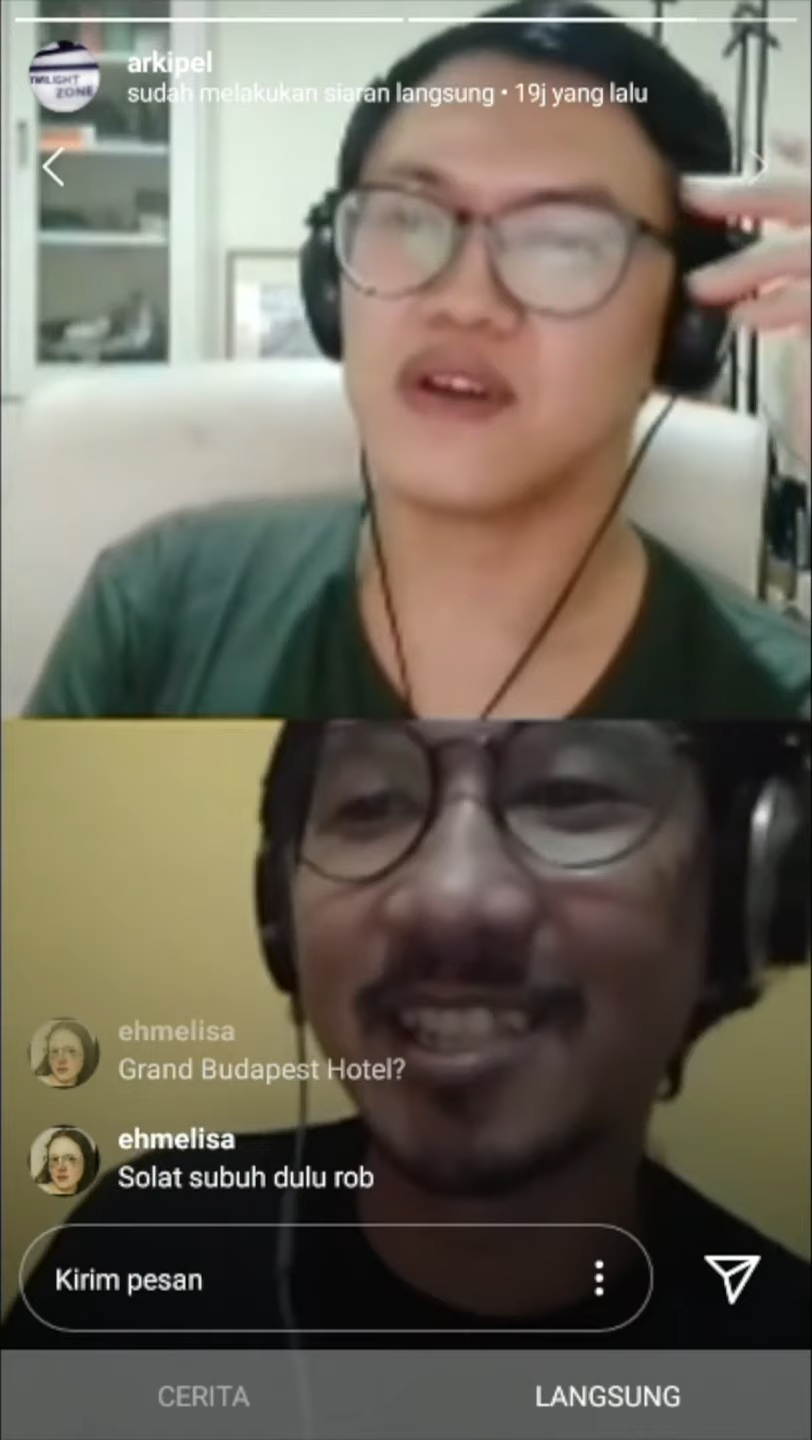 TWILIGHT
ZONE
arkipel
sudah melakukan siaran langsung • 19j yang lalu
ehmelisa
Grand Budapest Hotel?
ehmelisa
Solat subuh dulu rob
Kirim pesan
CERITA
LANGSUNG